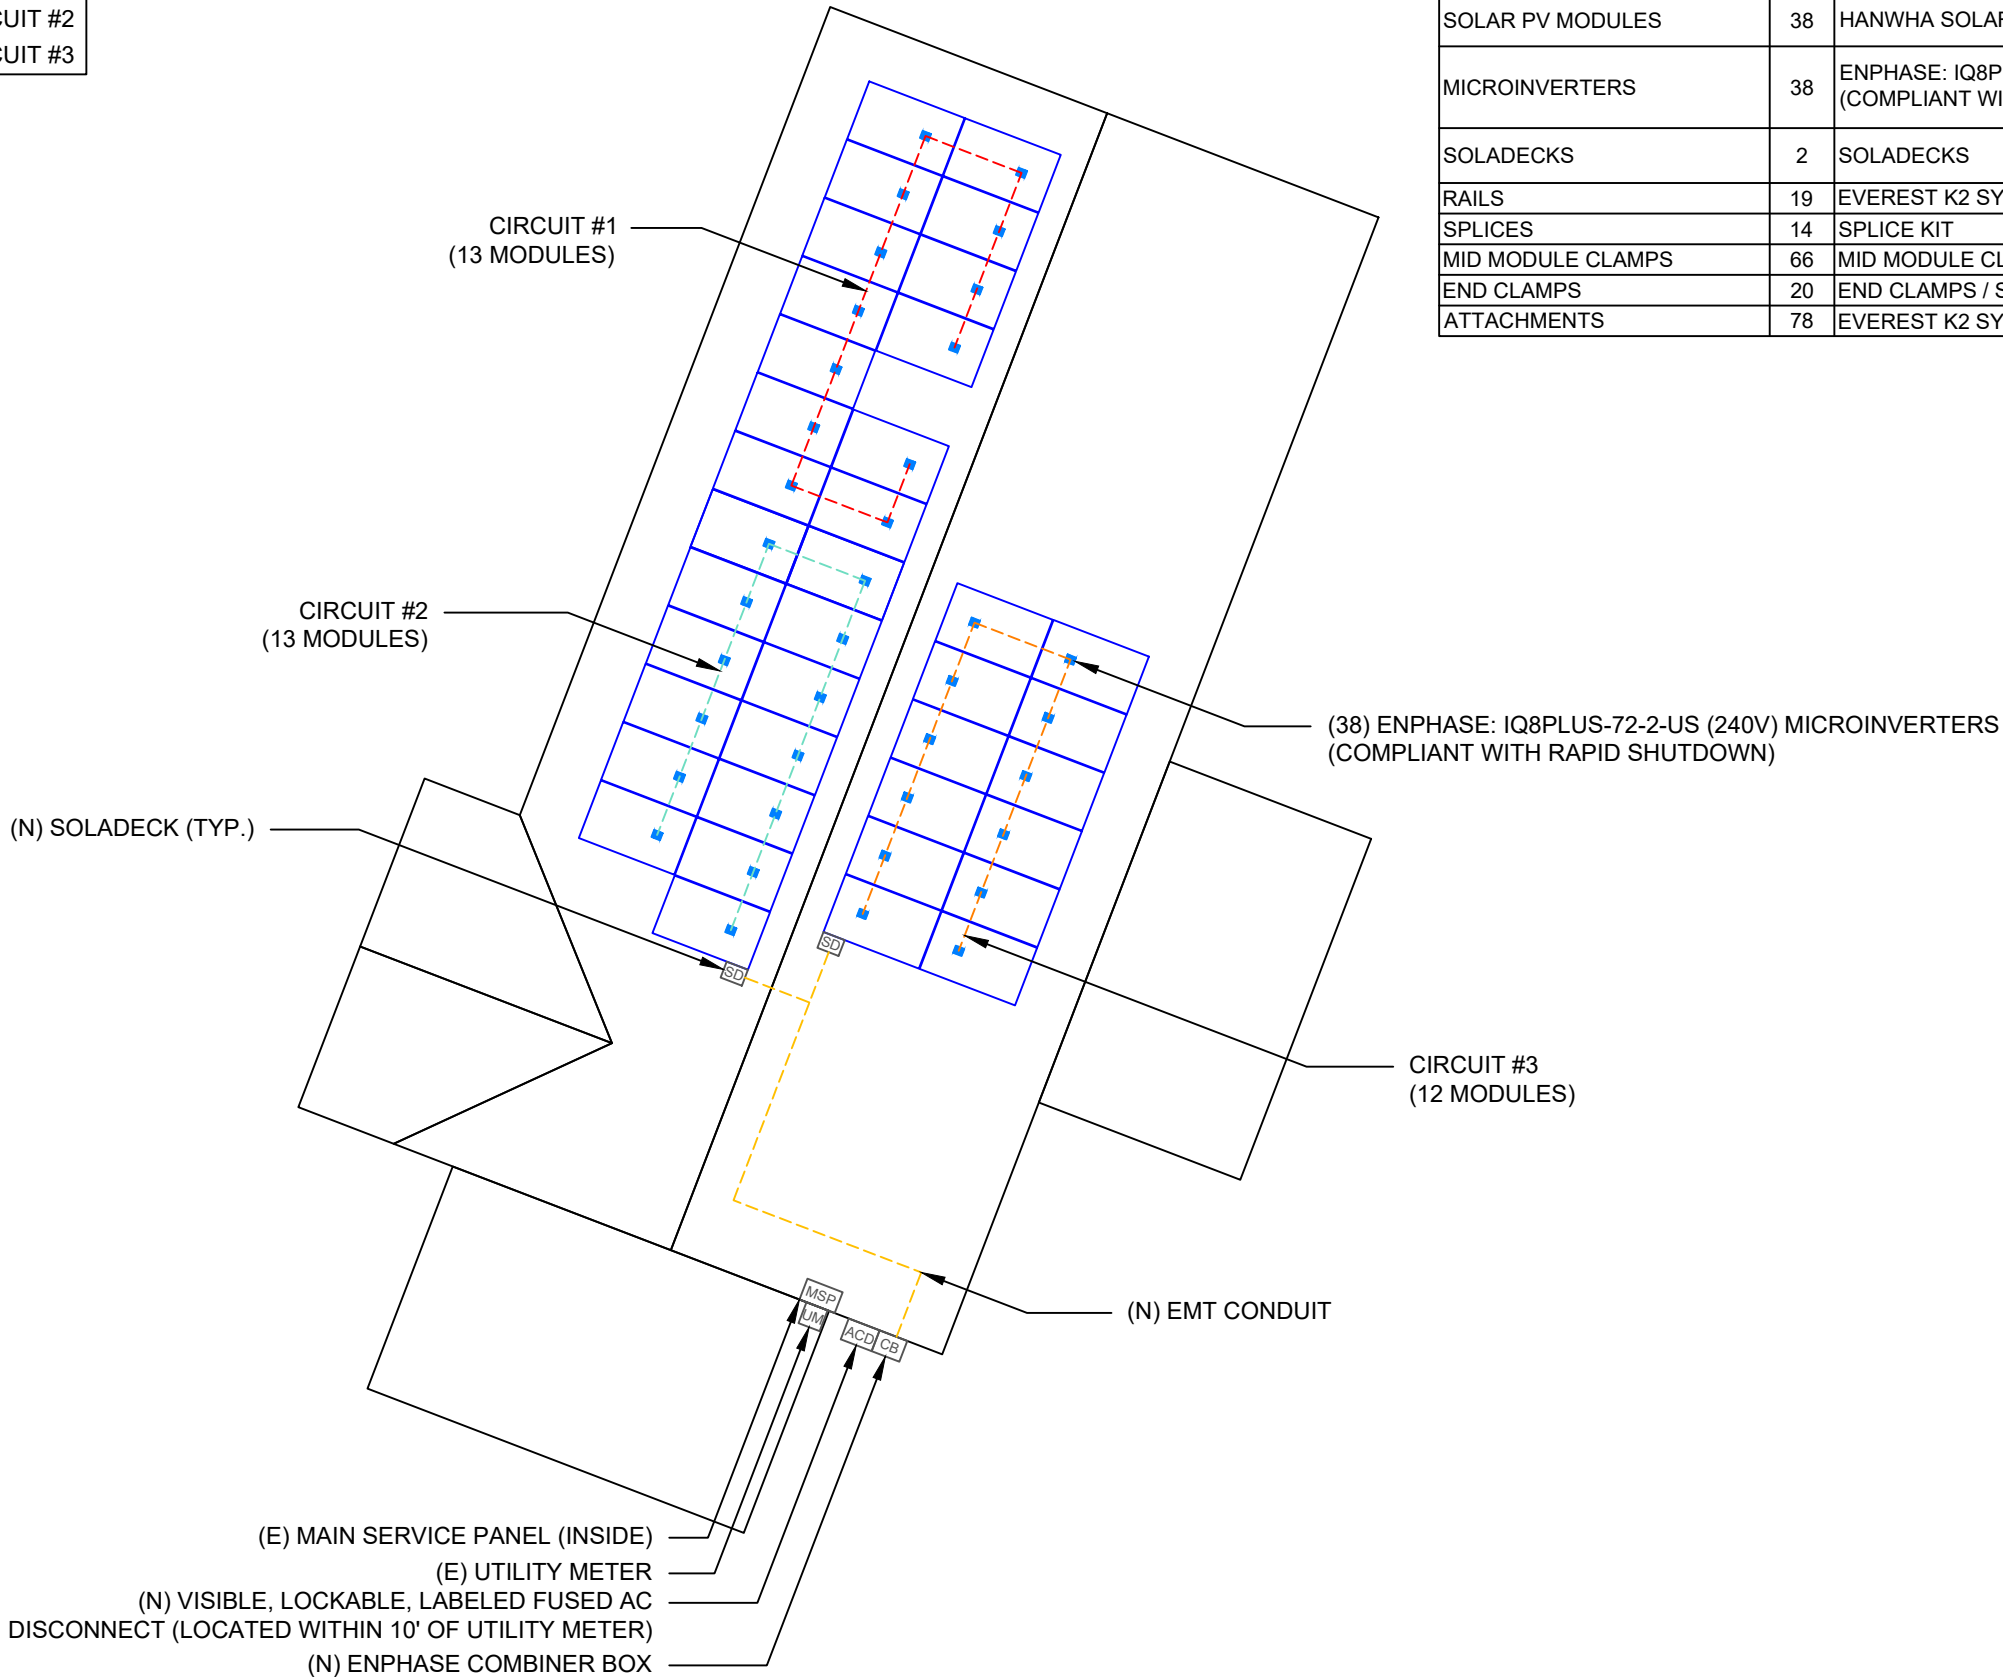 CUIT #2
CUIT #3
SOLAR PV MODULES 38 HANWHA SOLAR
MICROINVERTERS 38 ENPHASE: IQ8P
(COMPLIANT WI
SOLADECKS 2 SOLADECKS
RAILS 19 EVEREST K2 SY
SPLICES 14 SPLICE KIT
MID MODULE CLAMPS 66 MID MODULE CL
END CLAMPS 20 END CLAMPS / S
ATTACHMENTS 78 EVEREST K2 SY
CIRCUIT #1
(13 MODULES)
CIRCUIT #2
(13 MODULES)
(38) ENPHASE: IQ8PLUS-72-2-US (240V) MICROINVERTERS
(COMPLIANT WITH RAPID SHUTDOWN)
(N) SOLADECK (TYP.)
SD
SD
CIRCUIT #3
(12 MODULES)
(N) EMT CONDUIT
MSP
UM
ACD
CB
(E) MAIN SERVICE PANEL (INSIDE)
(E) UTILITY METER
(N) VISIBLE, LOCKABLE, LABELED FUSED AC
DISCONNECT (LOCATED WITHIN 10' OF UTILITY METER)
(N) ENPHASE COMBINER BOX